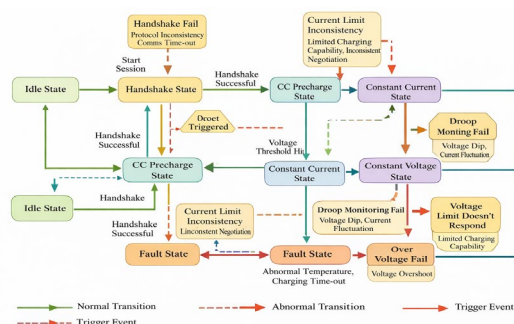 Handshake Fail
Protocol Inconsistency
Comms Time-out
Current Limit
Inconsistency
Limited Charging
Capability, Inconsistent
Negotiation
Start
Session
Handshake
Successful
Idle State
Handshake State
CC Precharge
State
Constant Current
State
Handshake
Successful
Droet
Triggered
Voltage
Threshold Hit
Droop
Monting Fail
Voltage Dip,
Current Fluctuation
CC Precharge
State
Constant Current
State
Constant Voltage
State
Idle State
Handshake
Handshake
Successful
Current Limit
Inconsistency
Linconstent Negotiation
Droop Monitoring Fail
Voltage Dip, Current
Fluctuation
Voltage
Limit Doesn't
Respond
Limited Charging
Capability
Fault State
Fault State
Abnormal Temperature,
Charging Time-out
Over
Voltage Fail
Voltage Overshoot
Normal Transition
Abnormal Transition
Trigger Event
Trigger Event